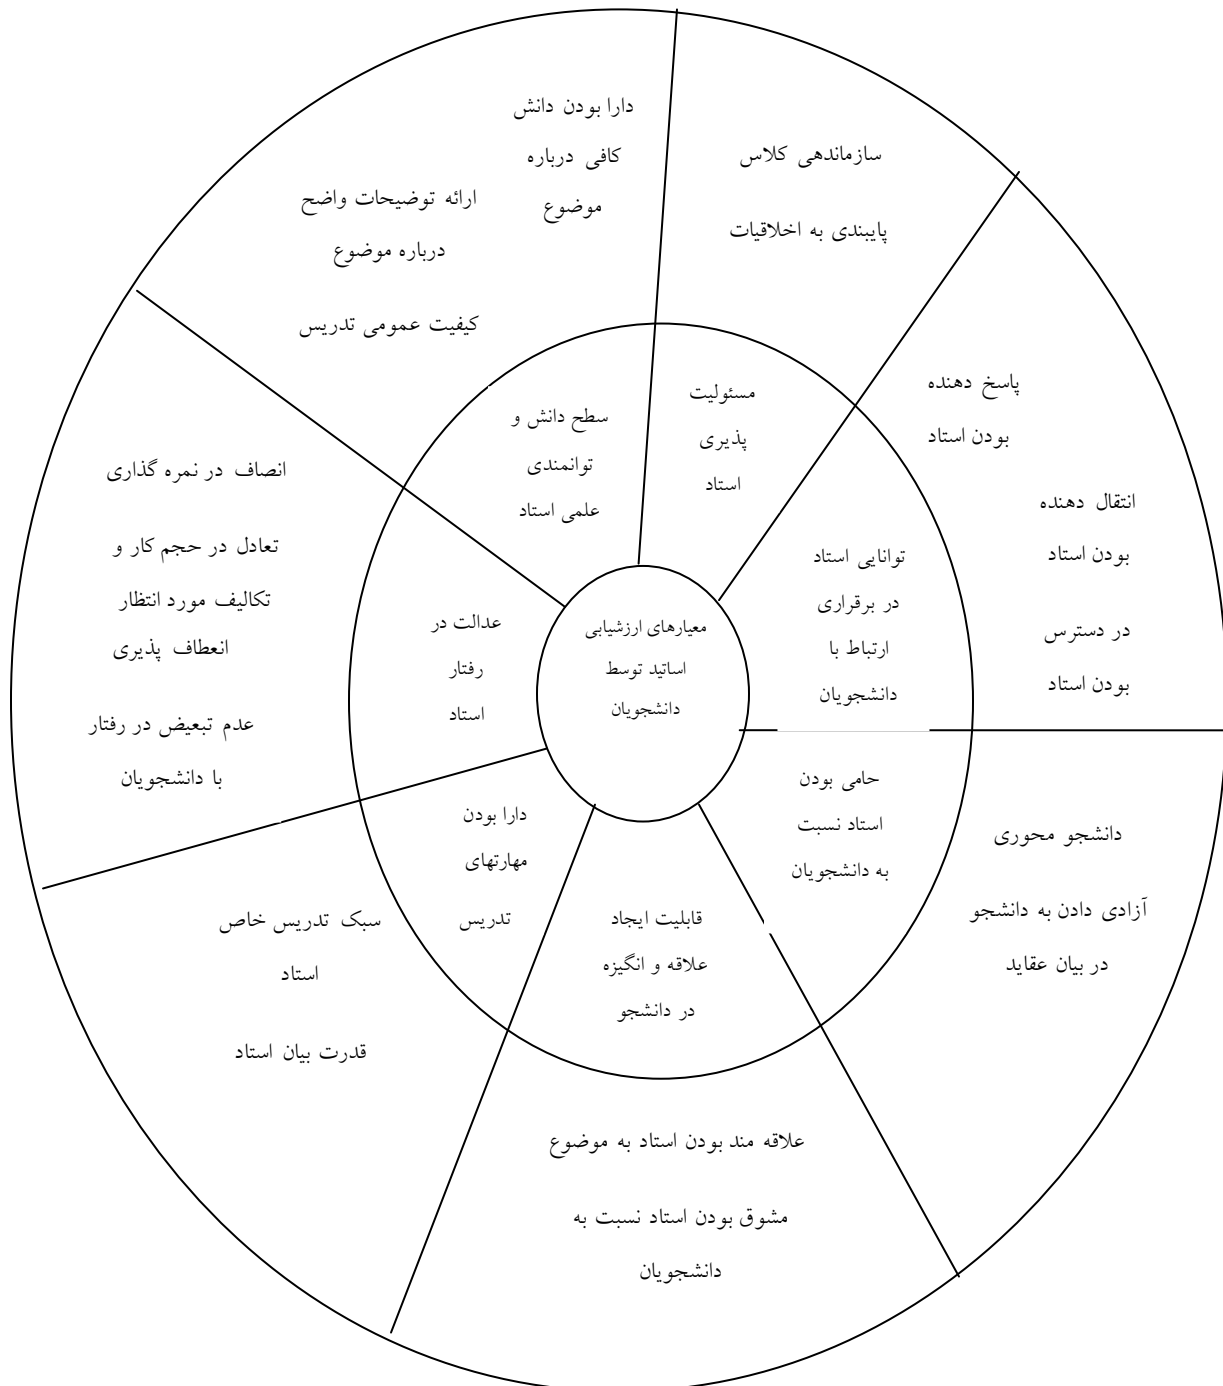 معیارهای ارزشیابی
اساتید توسط
دانشجویان
مسئولیت
پذیری
استاد
سازماندهی کلاس
پایبندی به اخلاقیات
توانایی استاد
در برقراری
ارتباط با
دانشجویان
پاسخ دهنده
بودن استاد
انتقال دهنده
بودن استاد
در دسترس
بودن استاد
حامی بودن
استاد نسبت
به دانشجویان
دانشجو محوری
آزادی دادن به دانشجو
در بیان عقاید
قابلیت ایجاد
علاقه و انگیزه
در دانشجو
علاقه مند بودن استاد به موضوع
مشوق بودن استاد نسبت به
دانشجویان
دارا بودن
مهارتهای
تدریس
سبک تدریس خاص
استاد
قدرت بیان استاد
عدالت در
رفتار
استاد
انصاف در نمره گذاری
تعادل در حجم کار و
تکالیف مورد انتظار
انعطاف پذیری
عدم تبعیض در رفتار
با دانشجویان
سطح دانش و
توانمندی
علمی استاد
دارا بودن دانش
کافی درباره
موضوع
ارائه توضیحات واضح
درباره موضوع
کیفیت عمومی تدریس